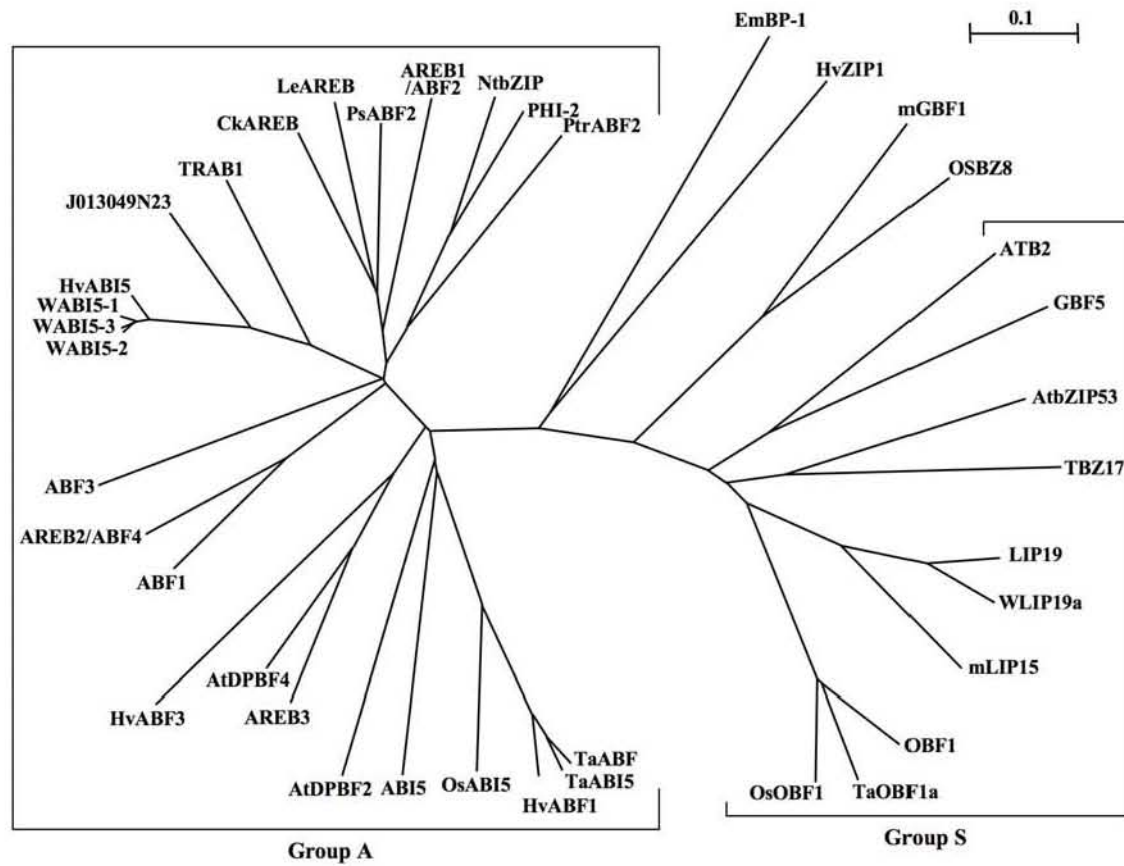 EmBP-1
0.1
HvZIP1
mGBF1
OSBZ8
LeAREB
AREB1
/ABF2
NtbZIP
PsABF2
PHI-2
PtrABF2
CkAREB
TRAB1
J013049N23
HvABI5
WABI5-1
WABI5-3
WABI5-2
ATB2
GBF5
AtbZIP53
TBZ17
ABF3
AREB2/ABF4
ABF1
LIP19
WLIP19a
mLIP15
AtDPBF4
HvABF3
AREB3
OBF1
TaABF
TaABI5
AtDPBF2
ABI5
OsABI5
HvABF1
OsOBF1
TaOBF1a
Group A
Group S